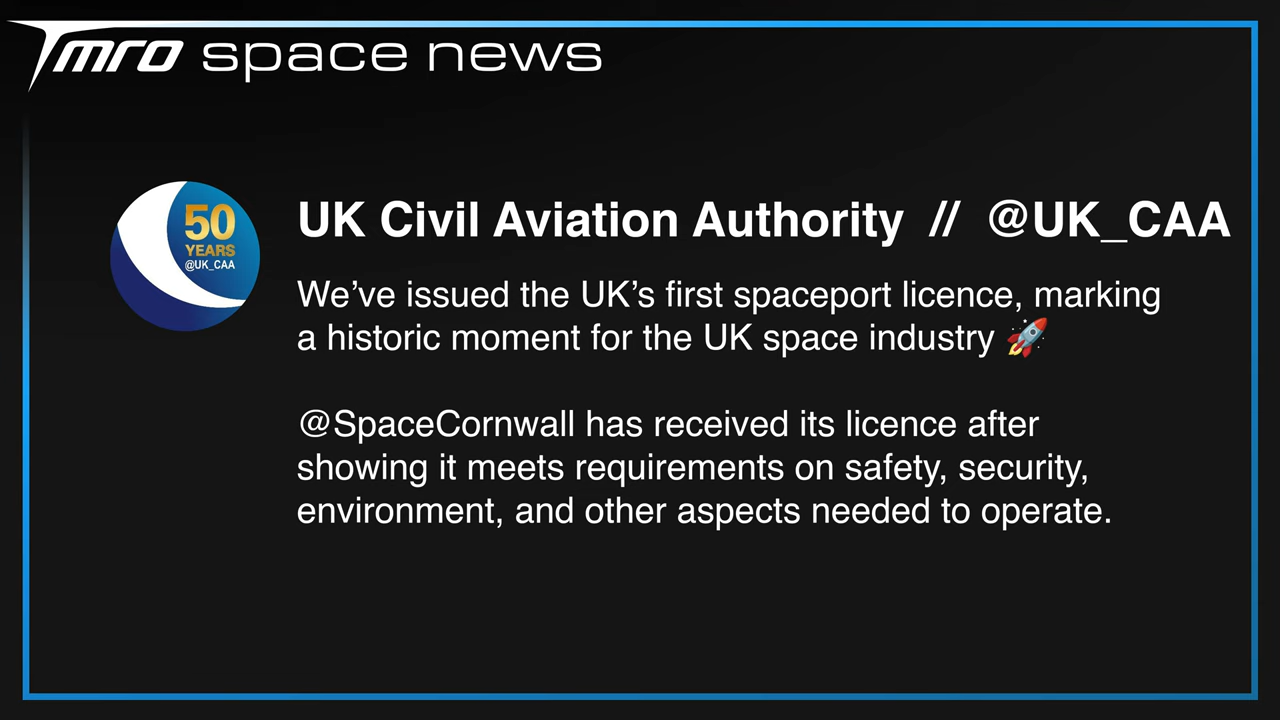 Tmro space news
50
YEARS
@UK_CAA
UK Civil Aviation Authority // @UK_CAA
We’ve issued the UK’s first spaceport licence, marking
a historic moment for the UK space industry 🚀
@SpaceCornwall has received its licence after
showing it meets requirements on safety, security,
environment, and other aspects needed to operate.